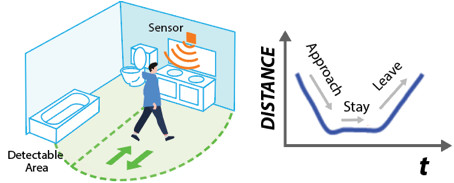 Sensor
Detectable
Area
DISTANCE
Approach
Stay
Leave
t